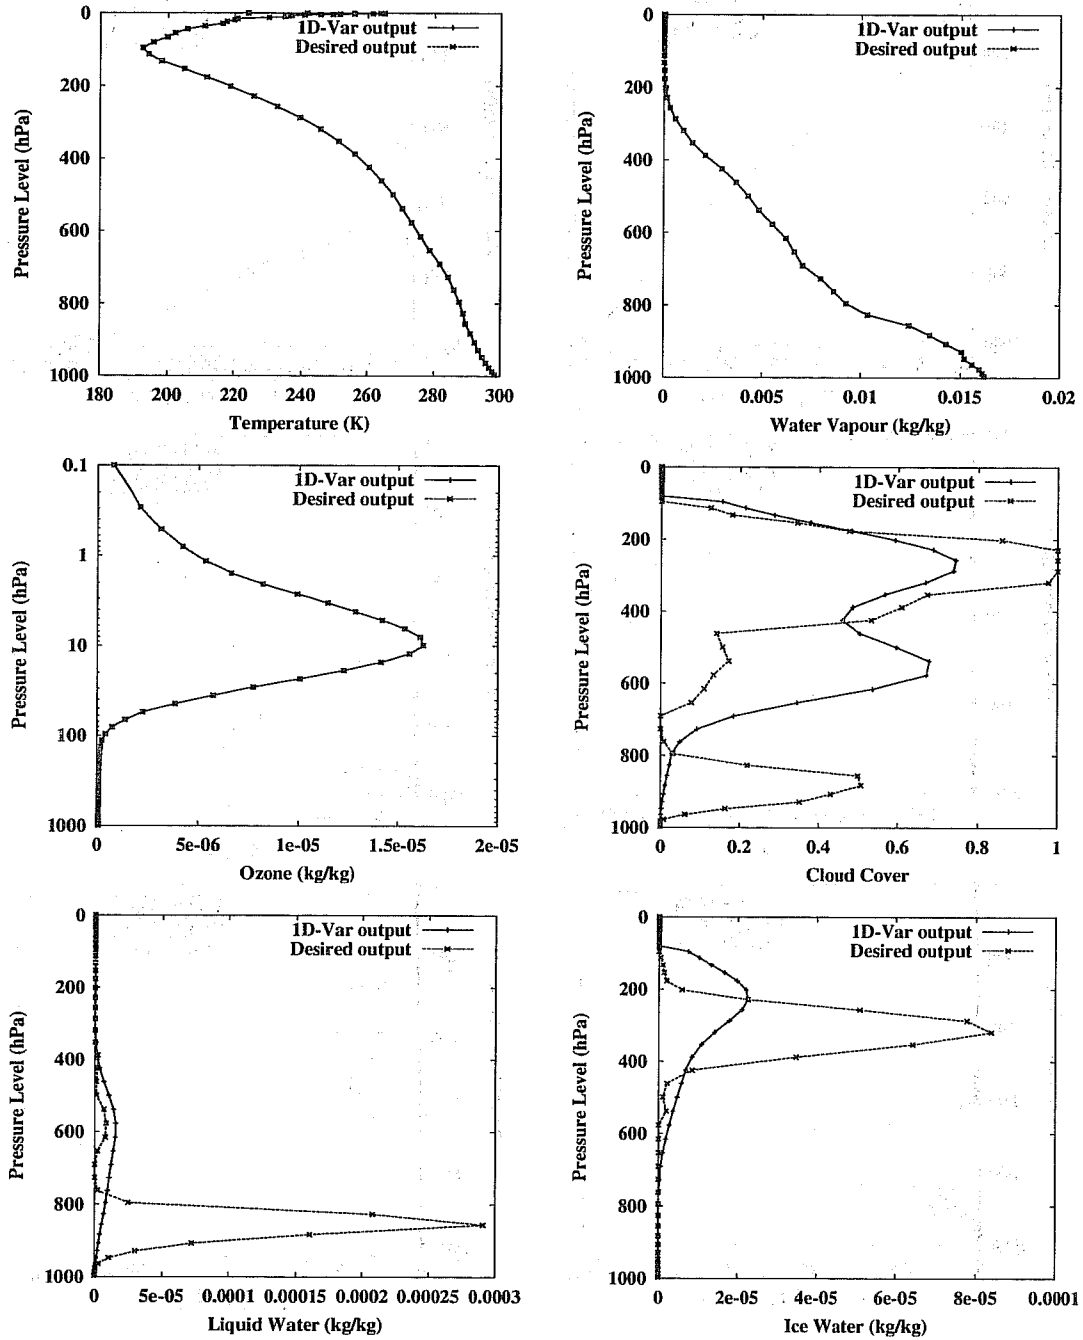 0
200
400
600
800
1000
180 200 220 240 260 280 300
Pressure Level (hPa)
Temperature (K)
1D-Var output
Desired output
0
200
400
600
800
1000
0 0.005 0.01 0.015 0.02
Pressure Level (hPa)
Water Vapour (kg/kg)
1D-Var output
Desired output
0.1
1
10
100
1000
0 5e-06 1e-05 1.5e-05 2e-05
Pressure Level (hPa)
Ozone (kg/kg)
1D-Var output
Desired output
0
200
400
600
800
1000
0 0.2 0.4 0.6 0.8 1
Pressure Level (hPa)
Cloud Cover
1D-Var output
Desired output
0
200
400
600
800
1000
0 5e-05 0.0001 0.00015 0.0002 0.00025 0.0003
Pressure Level (hPa)
Liquid Water (kg/kg)
1D-Var output
Desired output
0
200
400
600
800
1000
0 2e-05 4e-05 6e-05 8e-05 0.0001
Pressure Level (hPa)
Ice Water (kg/kg)
1D-Var output
Desired output